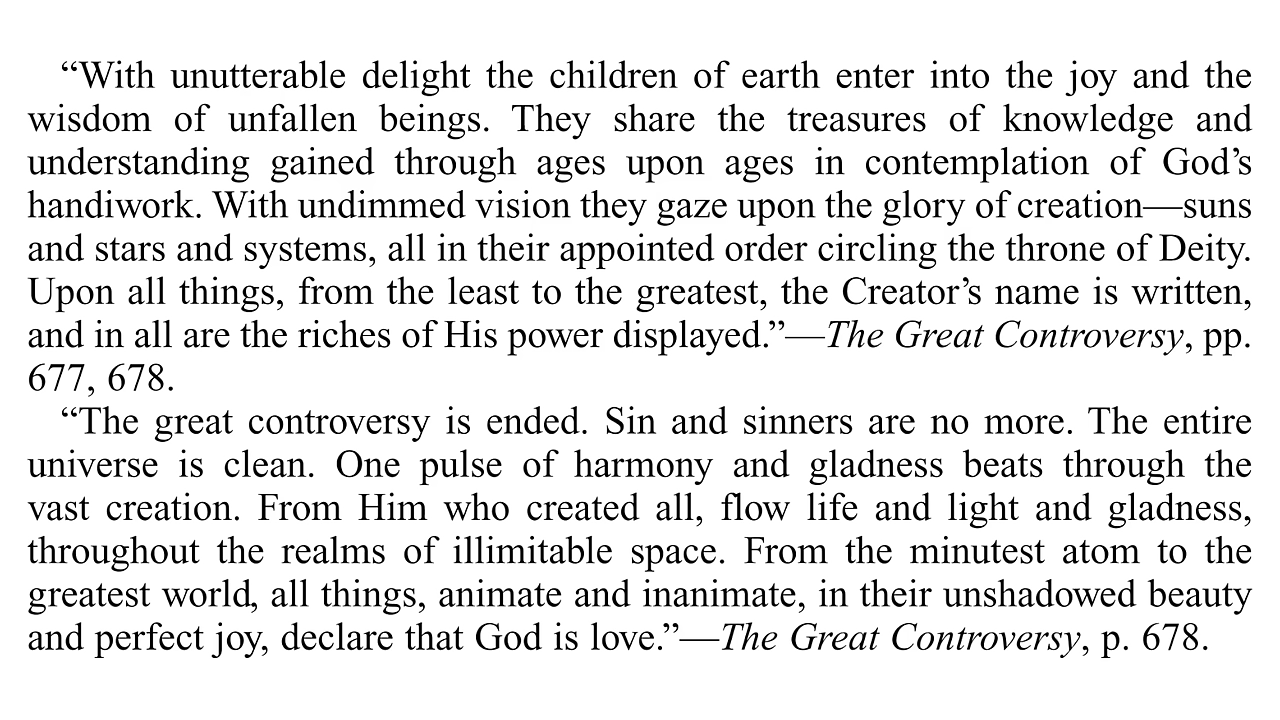 “With unutterable delight the children of earth enter into the joy and the
wisdom of unfallen beings. They share the treasures of knowledge and
understanding gained through ages upon ages in contemplation of God’s
handiwork. With undimmed vision they gaze upon the glory of creation—suns
and stars and systems, all in their appointed order circling the throne of Deity.
Upon all things, from the least to the greatest, the Creator’s name is written,
and in all are the riches of His power displayed.”—The Great Controversy, pp.
677, 678.
“The great controversy is ended. Sin and sinners are no more. The entire
universe is clean. One pulse of harmony and gladness beats through the
vast creation. From Him who created all, flow life and light and gladness,
throughout the realms of illimitable space. From the minutest atom to the
greatest world, all things, animate and inanimate, in their unshadowed beauty
and perfect joy, declare that God is love.”—The Great Controversy, p. 678.